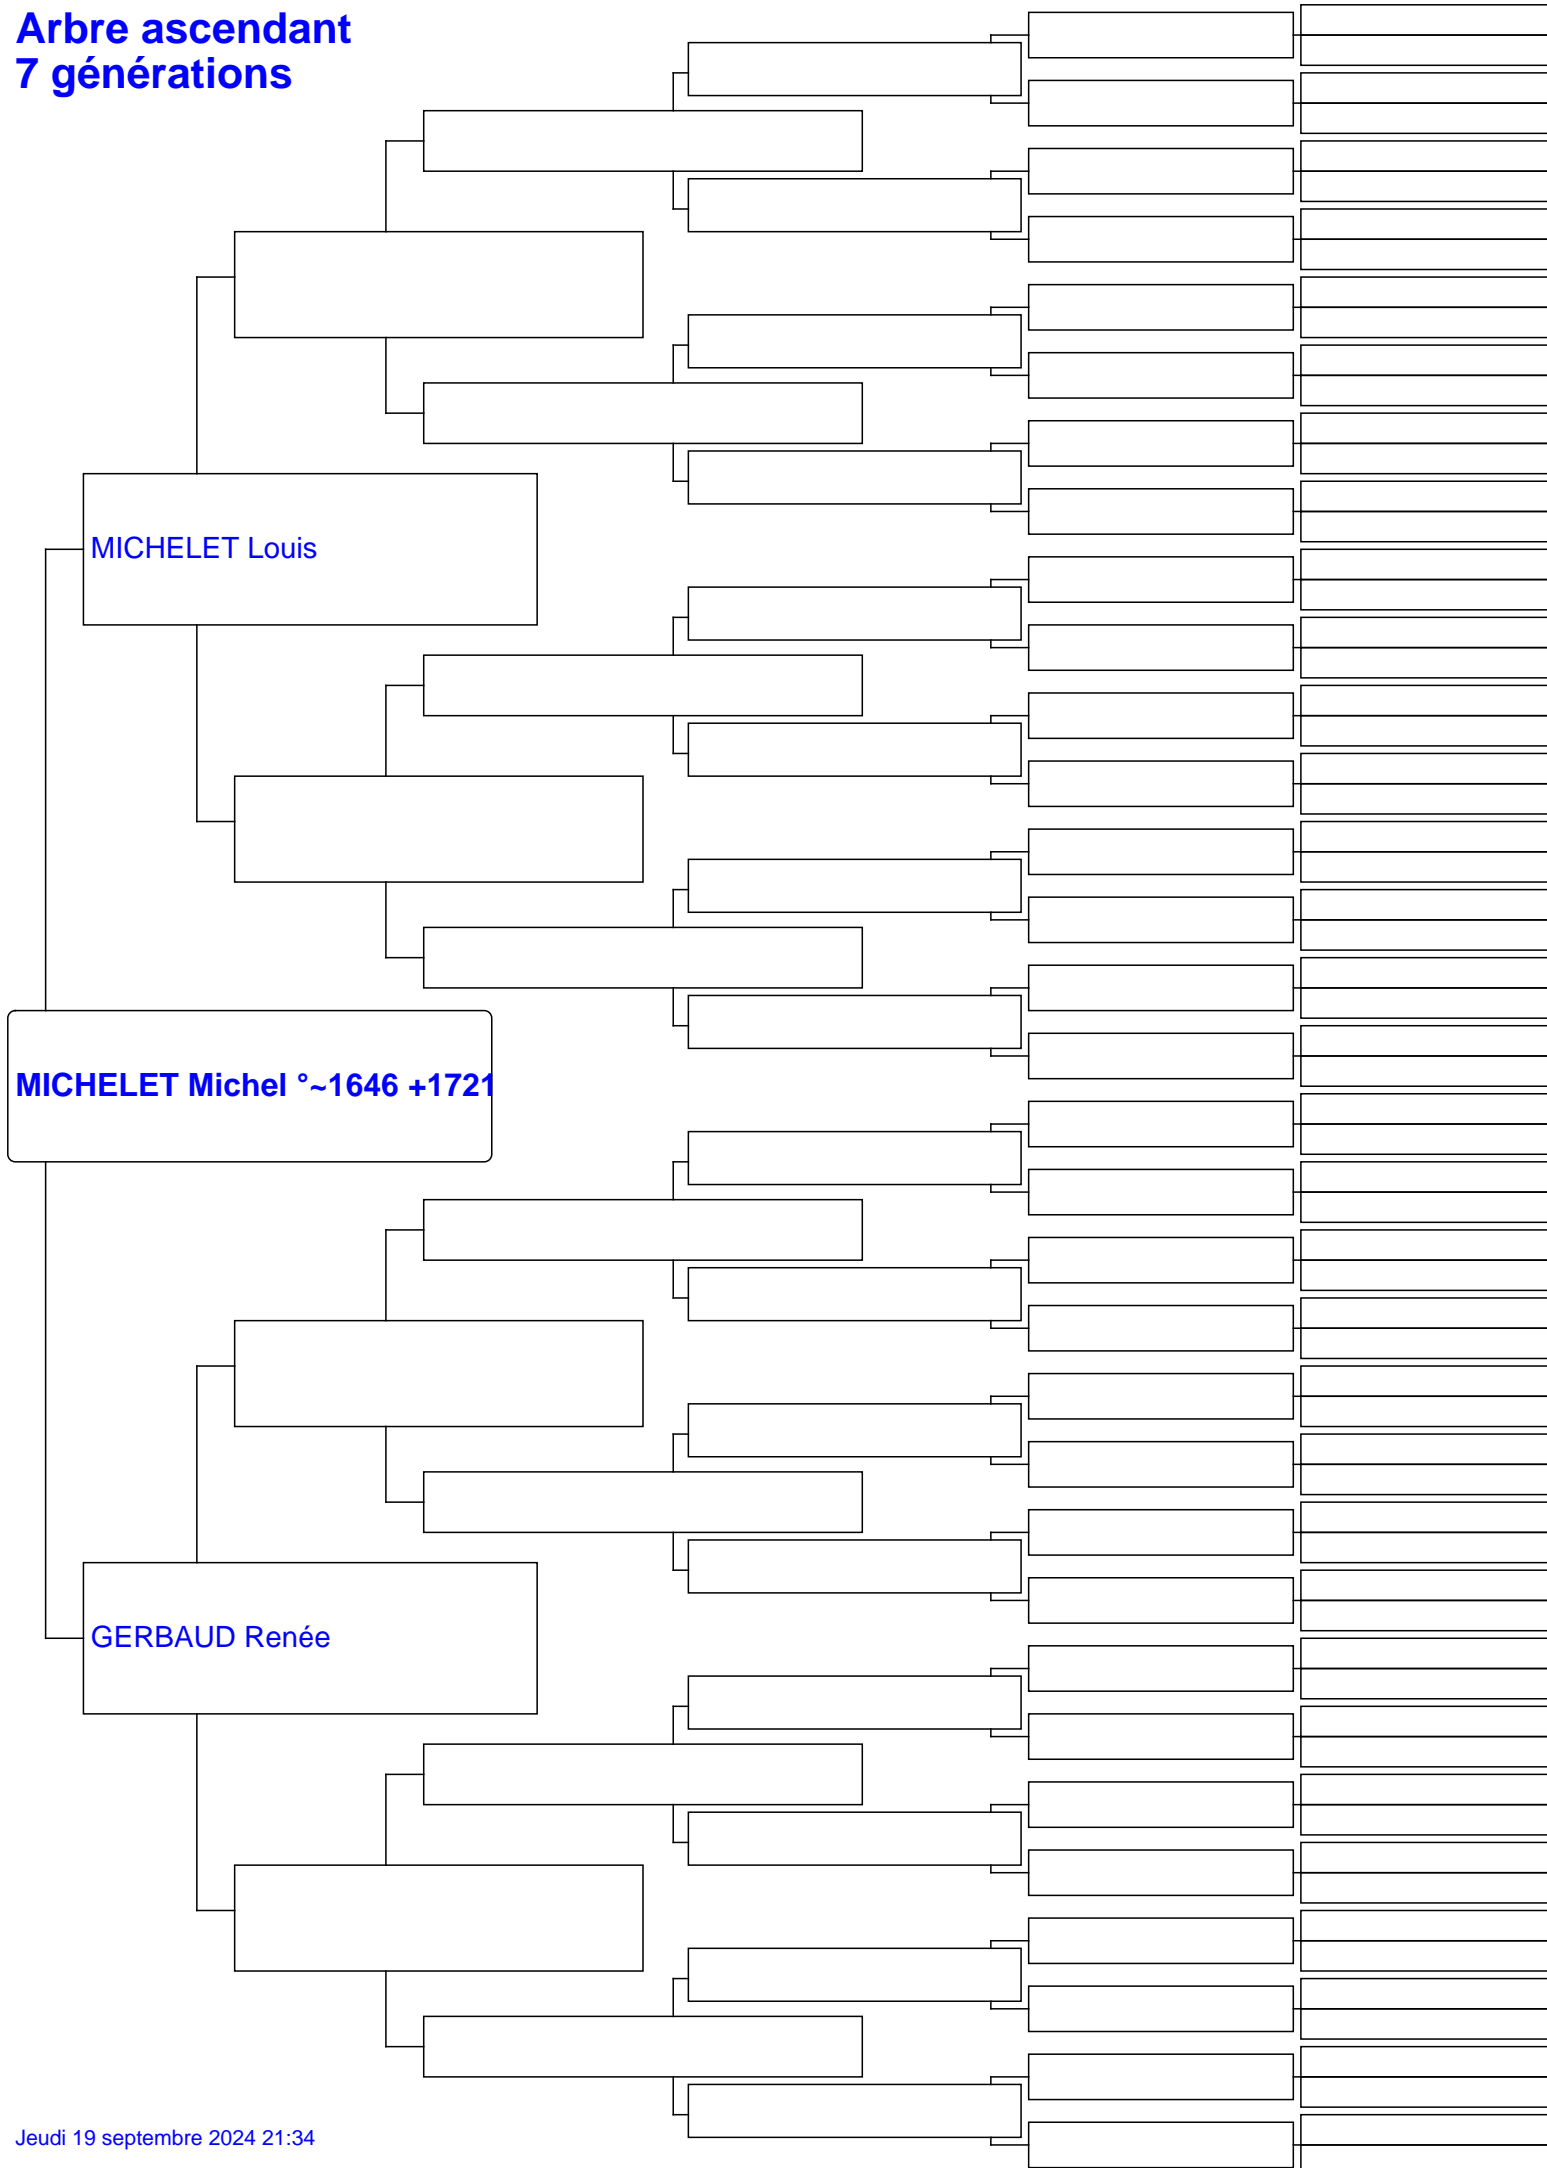 Arbre ascendant
7 générations
MICHELET Louis
MICHELET Michel °~1646 +1721
GERBAUD Renée
Jeudi 19 septembre 2024 21:34